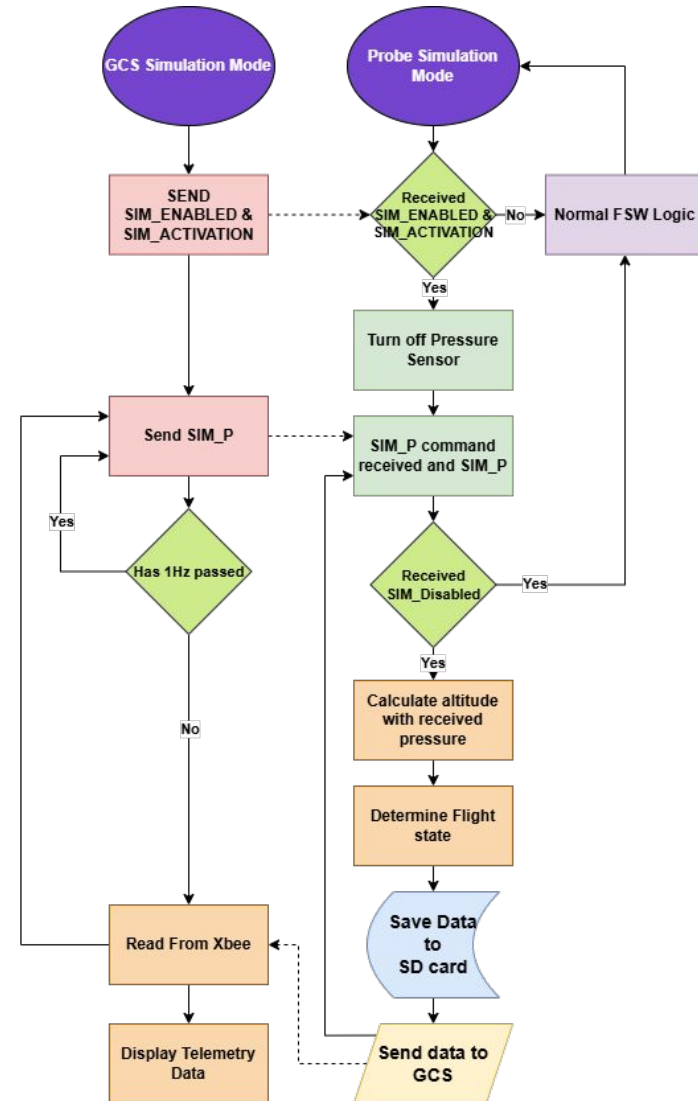 GCS Simulation Mode
Probe Simulation
Mode
SEND
SIM_ENABLED &
SIM_ACTIVATION
Received
SIM_ENABLED &
SIM_ACTIVATION
No
Normal FSW Logic
Yes
Turn off Pressure
Sensor
Send SIM_P
SIM_P command
received and SIM_P
Yes
Has 1Hz passed
Received
SIM_Disabled
Yes
Yes
Calculate altitude
with received
pressure
No
Determine Flight
state
Save Data
to
SD card
Read From Xbee
Send data to
GCS
Display Telemetry
Data